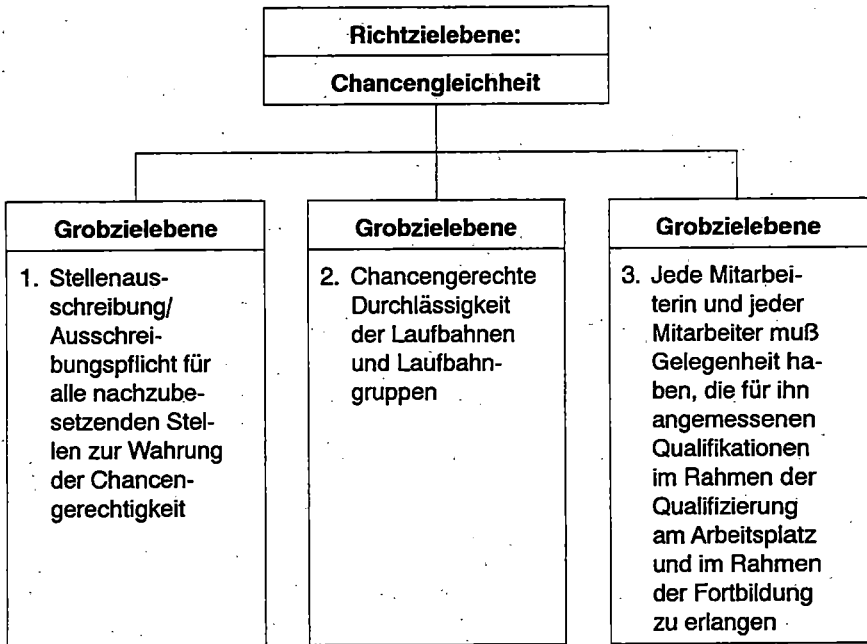 Richtzielebene:
Chancengleichheit
Grobzielebene
1. Stellenaus-
schreibung/
Ausschrei-
bungspflicht für
alle nachzube-
setzenden Stel-
len zur Wahrung
der Chancen-
gerechtigkeit
Grobzielebene
2. Chancengerechte
Durchlässigkeit
der Laufbahnen
und Laufbahn-
gruppen
Grobzielebene
3. Jede Mitarbei-
terin und jeder
Mitarbeiter muß
Gelegenheit ha-
ben, die für ihn
angemessenen
Qualifikationen
im Rahmen der
Qualifizierung
am Arbeitsplatz
und im Rahmen
der Fortbildung
zu erlangen